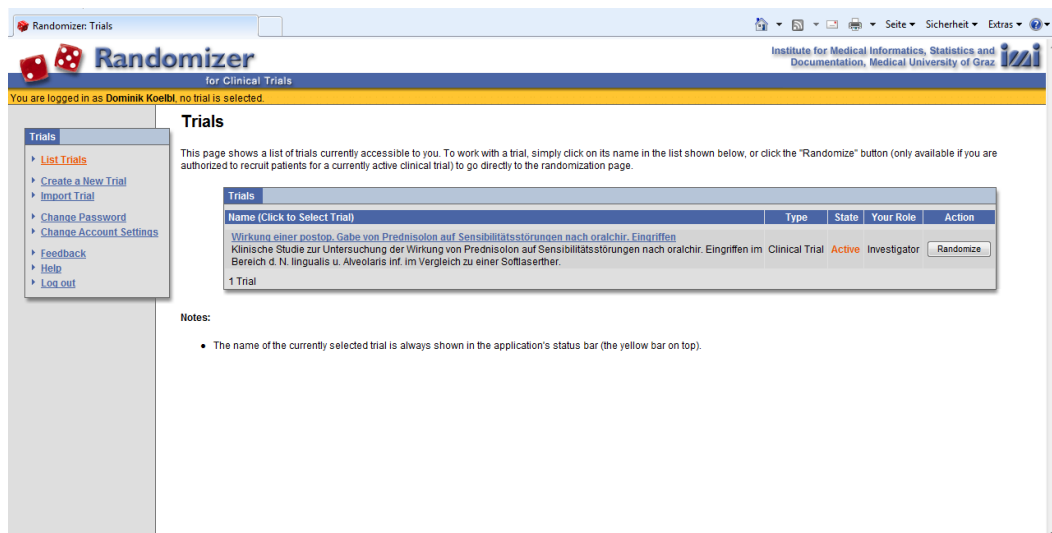 Randomizer: Trials
Seite
Sicherheit
Extras
Randomizer
for Clinical Trials
Institute for Medical Informatics, Statistics and
Documentation, Medical University of Graz
imi
You are logged in as Dominik Koelbl, no trial is selected.
Trials
List Trials
Create a New Trial
Import Trial
Change Password
Change Account Settings
Feedback
Help
Log out
Trials
This page shows a list of trials currently accessible to you. To work with a trial, simply click on its name in the list shown below, or click the "Randomize" button (only available if you are
authorized to recruit patients for a currently active clinical trial) to go directly to the randomization page.
Trials
Name (Click to Select Trial) Type State Your Role Action
Wirkung einer postop. Gabe von Prednisolon auf Sensibilitätsstörungen nach oralchir. Eingriffen
Klinische Studie zur Untersuchung der Wirkung von Prednisolon auf Sensibilitätsstörungen nach oralchir. Eingriffen im Clinical Trial Active Investigator Randomize
Bereich d. N. lingualis u. Alveolaris inf. im Vergleich zu einer Softlaserther.
1 Trial
Notes:
• The name of the currently selected trial is always shown in the application's status bar (the yellow bar on top).